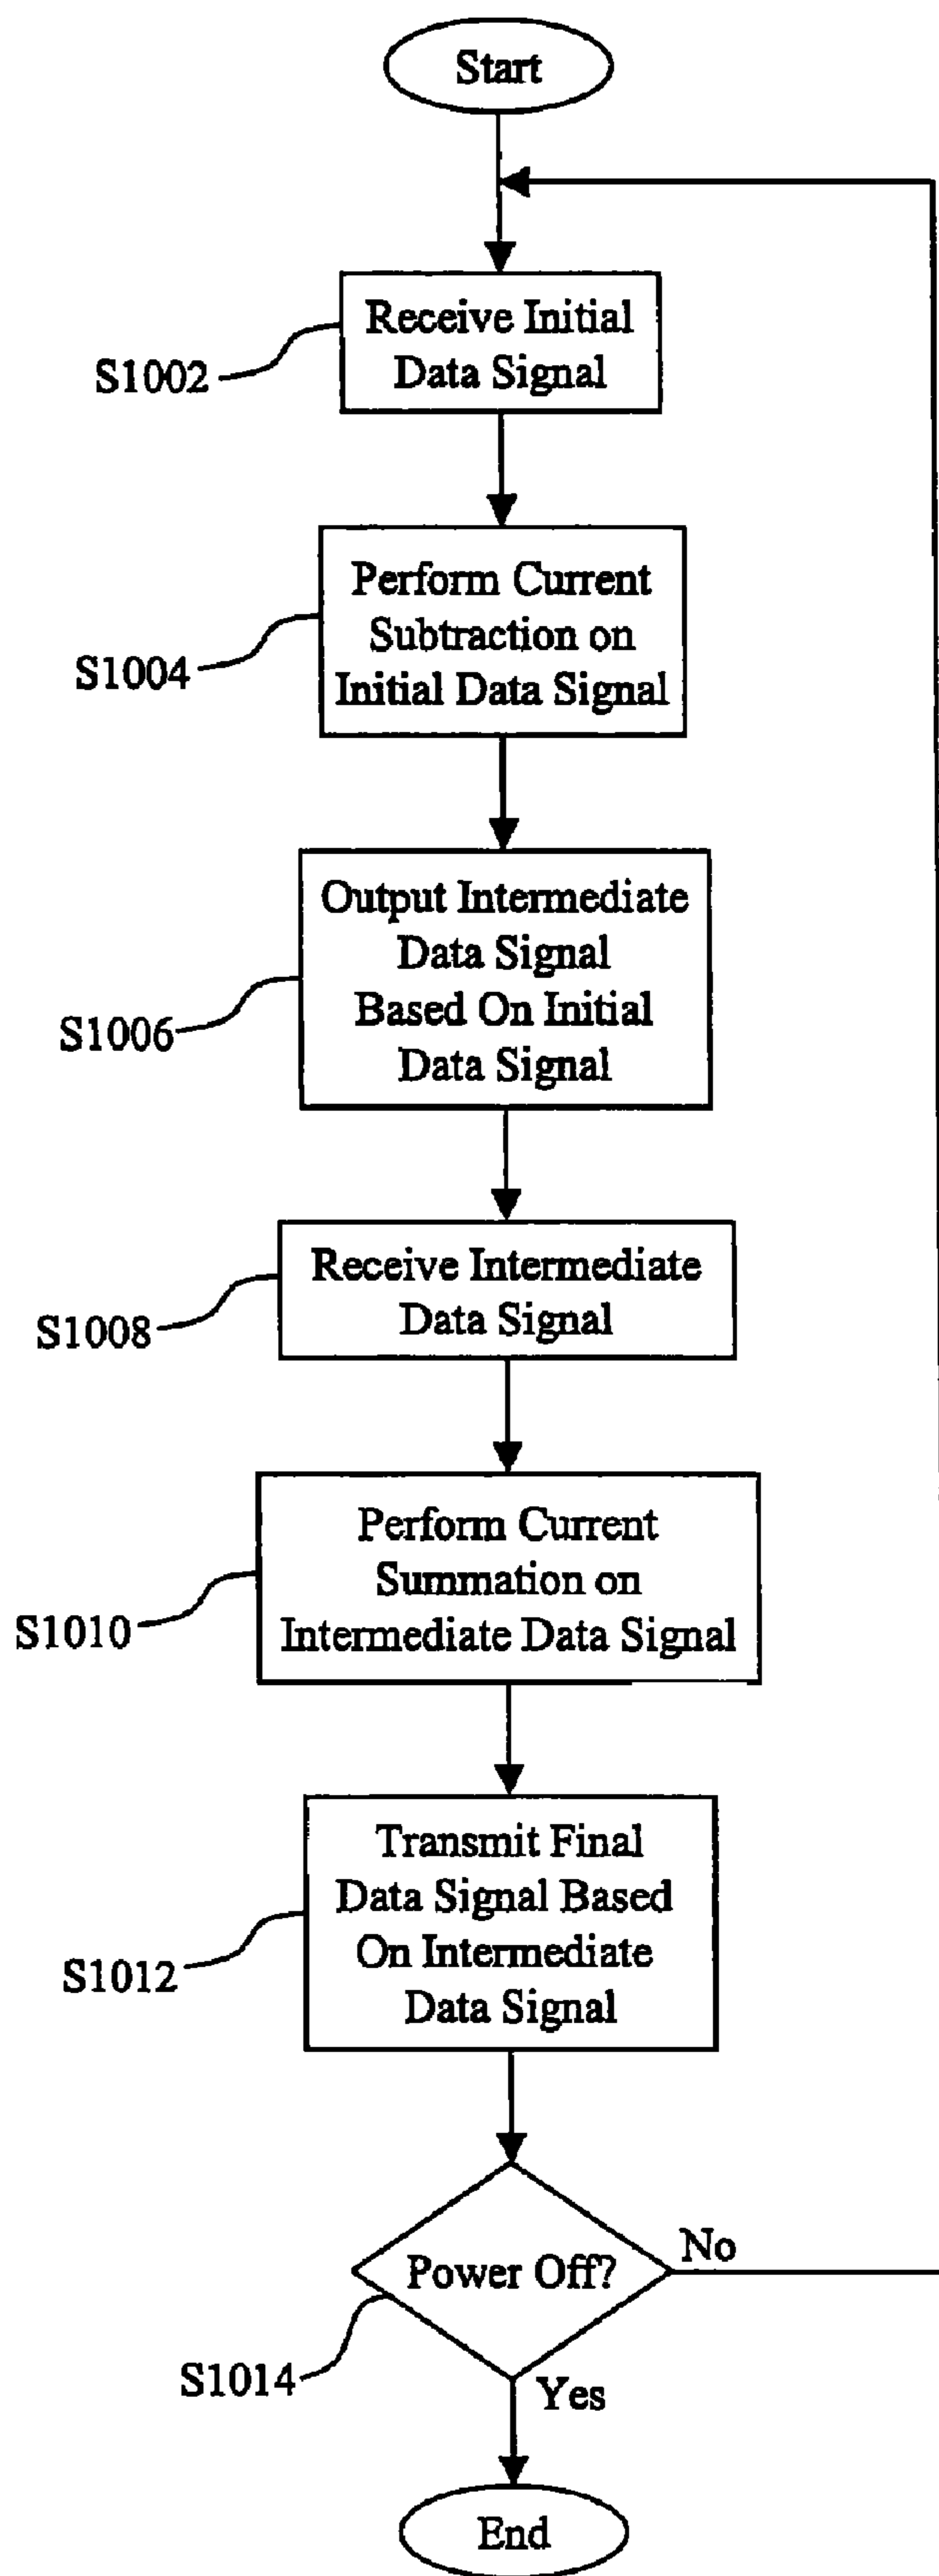 Start
Receive Initial
Data Signal
S1002
Perform Current
Subtraction on
Initial Data Signal
S1004
Output Intermediate
Data Signal
Based On Initial
Data Signal
S1006
Receive Intermediate
Data Signal
S1008
Perform Current
Summation on
Intermediate Data Signal
S1010
Transmit Final
Data Signal Based
On Intermediate
Data Signal
S1012
Power Off?
No
S1014
Yes
End